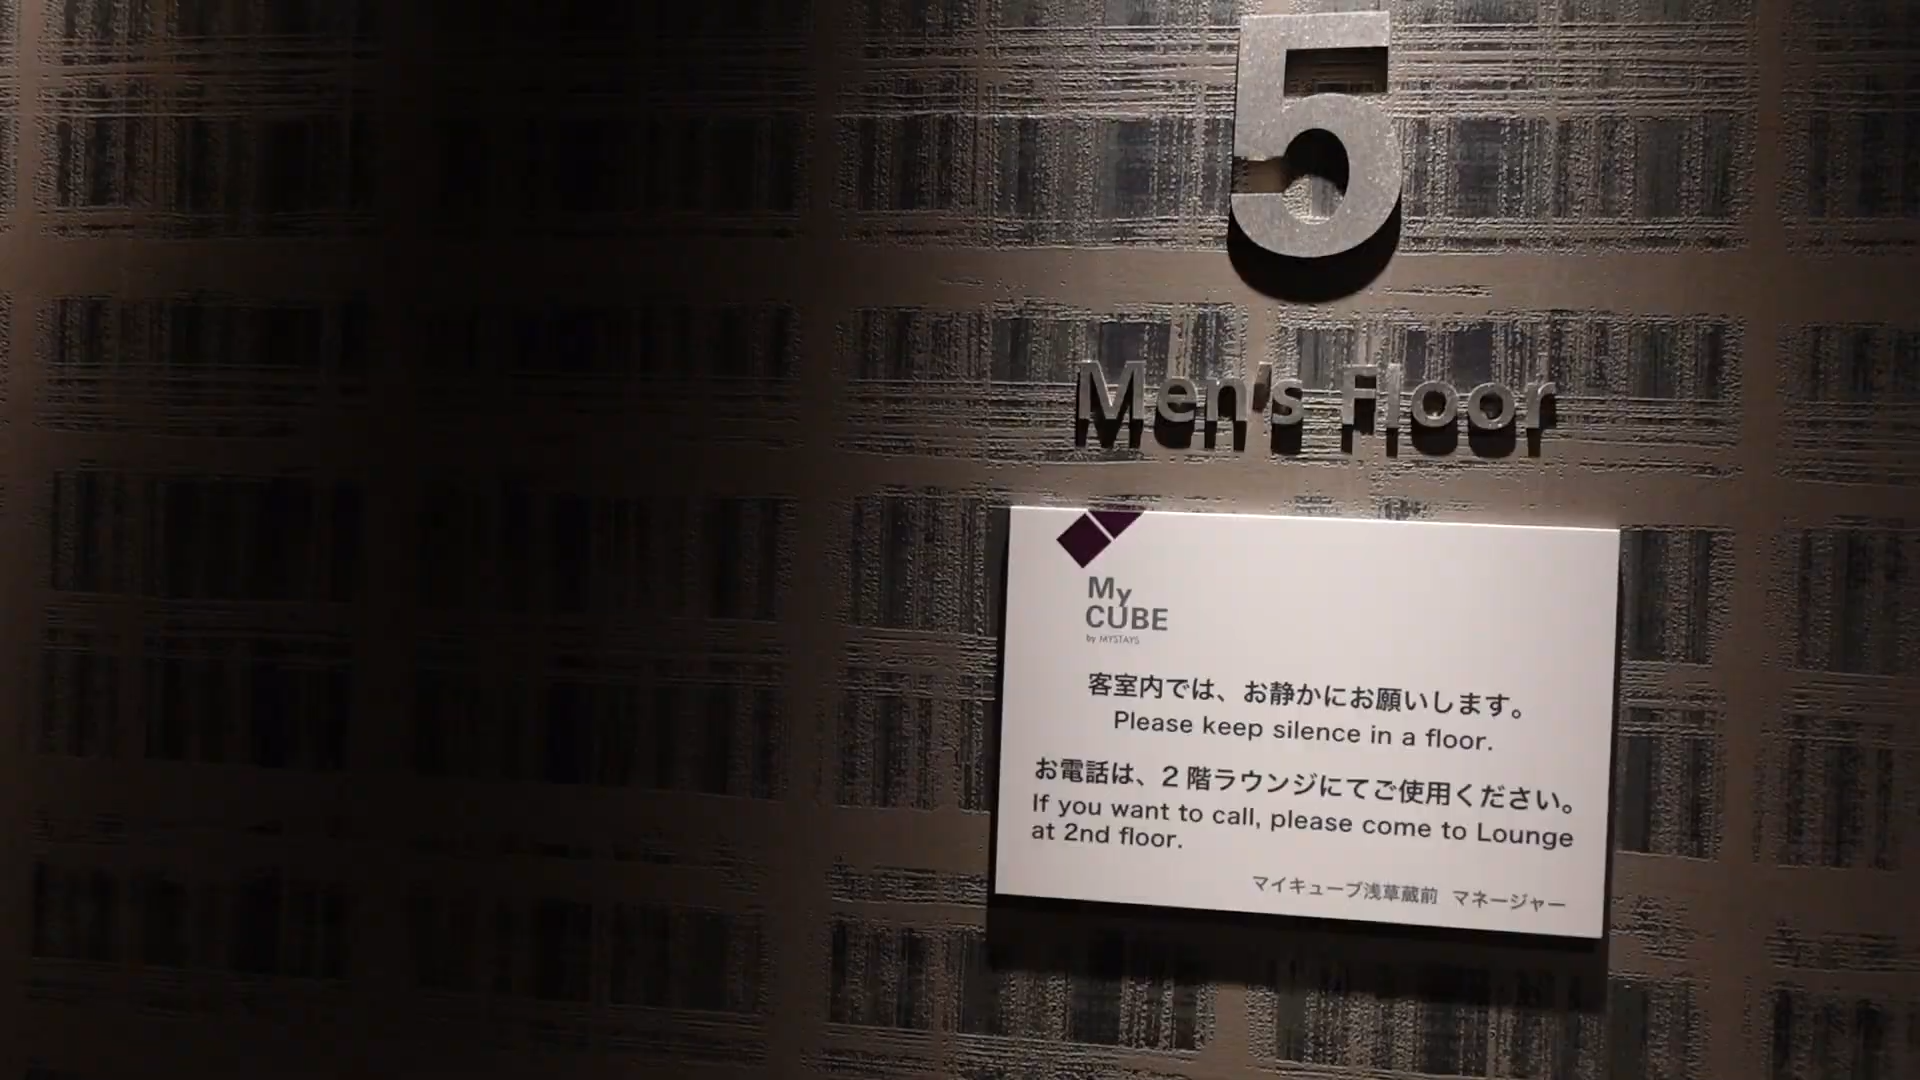 5
Men's Floor
My
CUBE
by MYSTAYS
客室内では、お静かにお願いします。
Please keep silence in a floor.
お電話は、2階ラウンジにてご使用ください。
If you want to call, please come to Lounge
at 2nd floor.
マイキューブ浅草蔵前 マネージャー